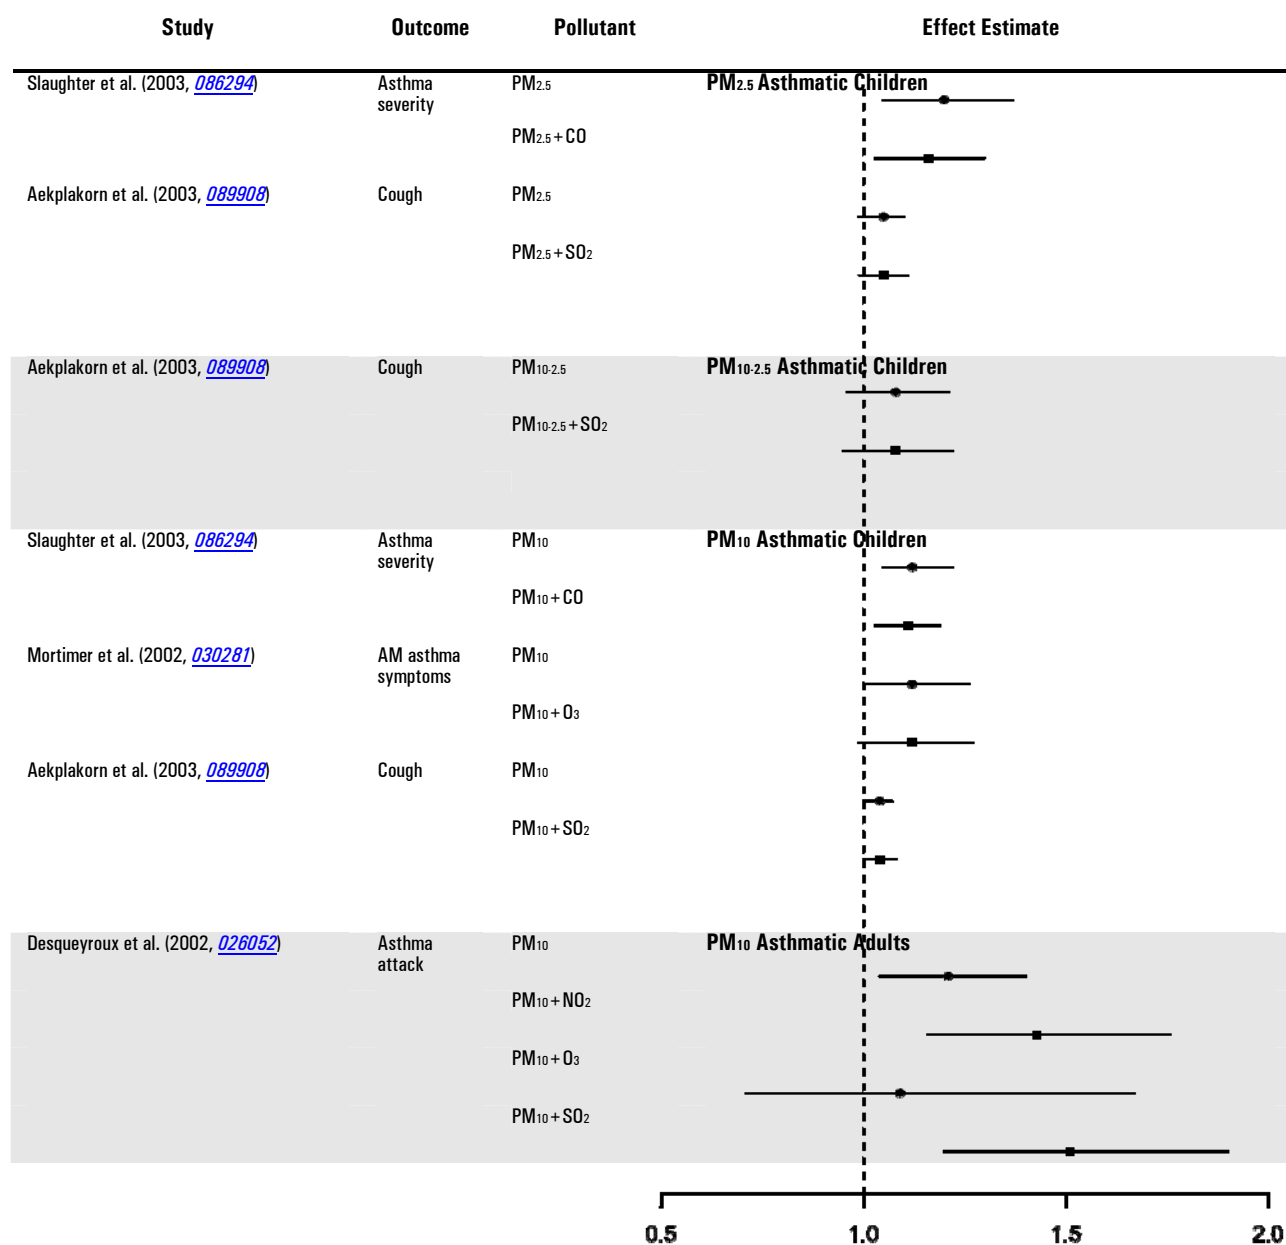 Study Outcome Pollutant Effect Estimate
Slaughter et al. (2003, 086294) Asthma severity PM2.5 PM2.5 Asthmatic Children
PM2.5 + CO
Aekplakorn et al. (2003, 089908) Cough PM2.5
PM2.5 + SO2
Aekplakorn et al. (2003, 089908) Cough PM10-2.5 PM10-2.5 Asthmatic Children
PM10-2.5 + SO2
Slaughter et al. (2003, 086294) Asthma severity PM10 PM10 Asthmatic Children
PM10 + CO
Mortimer et al. (2002, 030281) AM asthma symptoms PM10
PM10 + O3
Aekplakorn et al. (2003, 089908) Cough PM10
PM10 + SO2
Desqueyroux et al. (2002, 026052) Asthma attack PM10 PM10 Asthmatic Adults
PM10 + NO2
PM10 + O3
PM10 + SO2
0.5 1.0 1.5 2.0